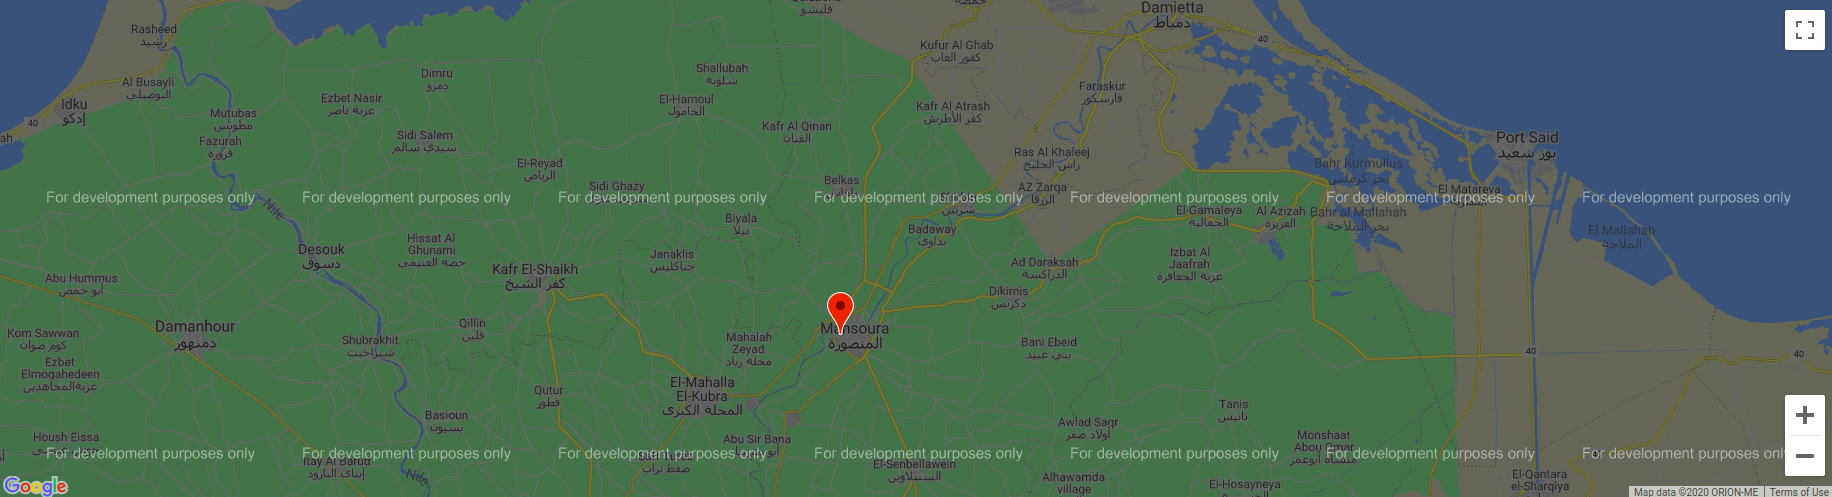 Damietta
دمياط
Rasheed
رشيد
40
Kufur Al Ghab
كفور الغاب
Shallubah
شلوبة
Dimru
دمرو
Al Busayli
البوصيلي
Faraskur
فارسكور
Ezbet Nasir
عزبة ناصر
El-Hamoul
الحامول
Idku
إدكو
Kafr Al Atrash
كفر الأطرش
Mutubas
مطوبس
40
Kafr Al Qinan
القنان
Sidi Salem
سيدي سالم
Port Said
بور سعيد
Fazurah
فزورة
Ras Al Khaleej
راس الخليج
El-Reyad
الرياض
Bahr Kurmullus
بحر كرملس
Belkas
بلقاس
Sidi Ghazy
AZ Zarqa
الزرقا
El Matareya
For development purposes only
For development purposes only
For development purposes only
For development purposes only
For development purposes only
For development purposes only
For development purposes only
Nile
شربين
El-Gamaleya
الجمالية
Al Azizah
العزيزة
Bahr al Mallahah
بحر الملاحة
Biyala
بيلا
Badaway
بداوي
El Mallahah
الملاحة
Hissat Al
Ghunami
حصه الغنيمي
Desouk
دسوق
Janaklis
جناكليس
Izbat Al
Jaafrah
عزبة الجعافرة
Kafr El-Shaikh
كفر الشيخ
Ad Daraksah
الدراكسة
Abu Hummus
أبو حمص
Dikirnis
دكرنس
Damanhour
دمنهور
Qillin
قلين
Mansoura
المنصورة
Kom Sawwan
كوم صوان
Shubrakhit
شبراخيت
Mahalah
Zeyad
محلة زياد
Bani Ebeid
بني عبيد
40
40
Ezbet
Elmogahedeen
عزبةالمجاهدين
El-Mahalla
El-Kubra
المحلة الكبرى
Qutur
قطور
Tanis
تانيس
Basioun
بسيون
Awlad Saqr
أولاد صقر
Housh Eissa
Abu Sir Bana
Monshaat
Abou Omar
منشأة أبوعمر
For development purposes only
For development purposes only
For development purposes only
For development purposes only
For development purposes only
For development purposes only
For development purposes only
Itay Al Barud
إيتاي البارود
Nile
صفط تراب
El-Senbellawein
السنبلاوين
Alhawamda
village
El-Hosayneya
El-Qantara
el-Sharqiya
Google
Map data ©2020 ORION-ME
Terms of Use